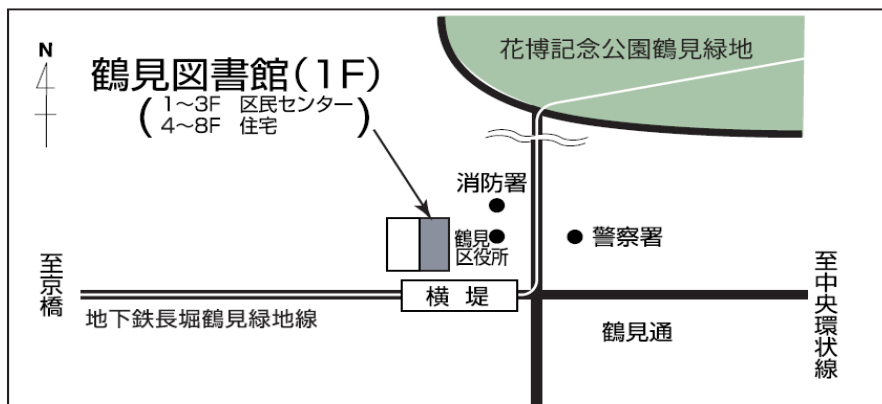 N
鶴見図書館(1F)
(1〜3F 区民センター
4〜8F 住宅)
花博記念公園鶴見緑地
消防署
鶴見
区役所
警察署
至京橋
横堤
地下鉄長堀鶴見緑地線
鶴見通
至中央環状線